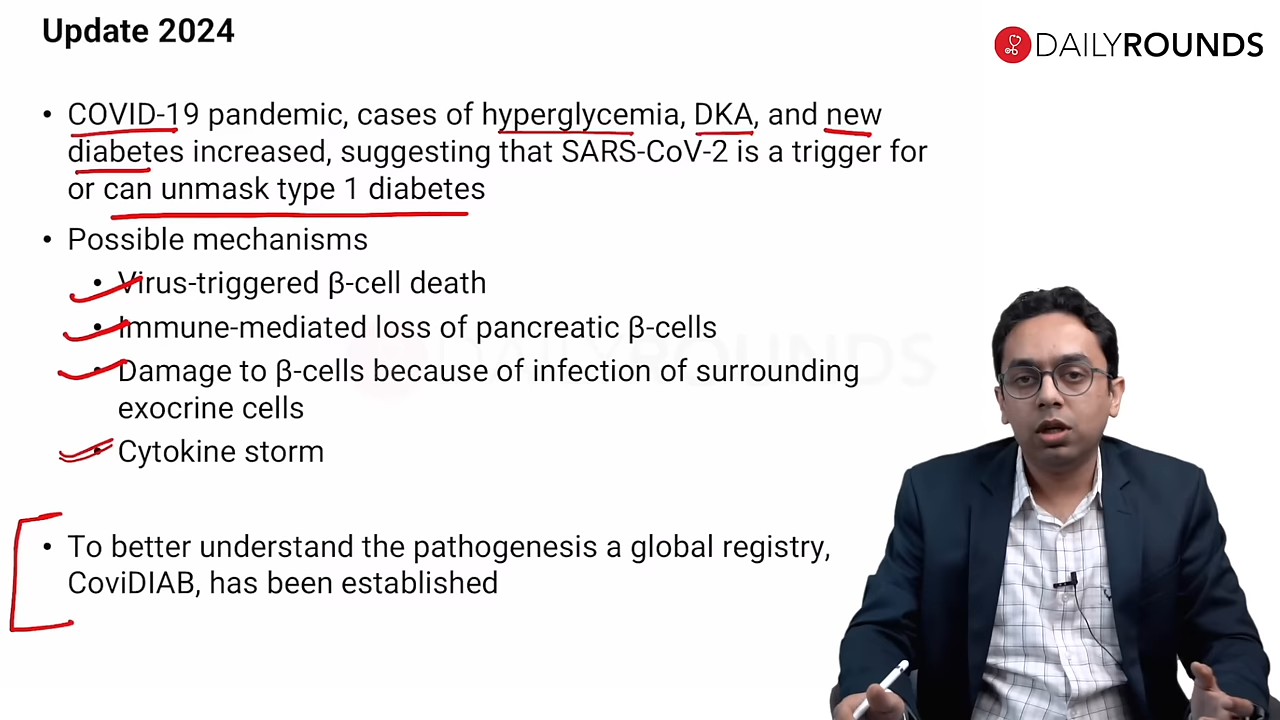 Update 2024
DAILYROUNDS
• COVID-19 pandemic, cases of hyperglycemia, DKA, and new
diabetes increased, suggesting that SARS-CoV-2 is a trigger for
or can unmask type 1 diabetes
• Possible mechanisms
• Virus-triggered β-cell death
• Immune-mediated loss of pancreatic β-cells
• Damage to β-cells because of infection of surrounding
exocrine cells
• Cytokine storm
• To better understand the pathogenesis a global registry,
CoviDIAB, has been established
DAILYROUNDS